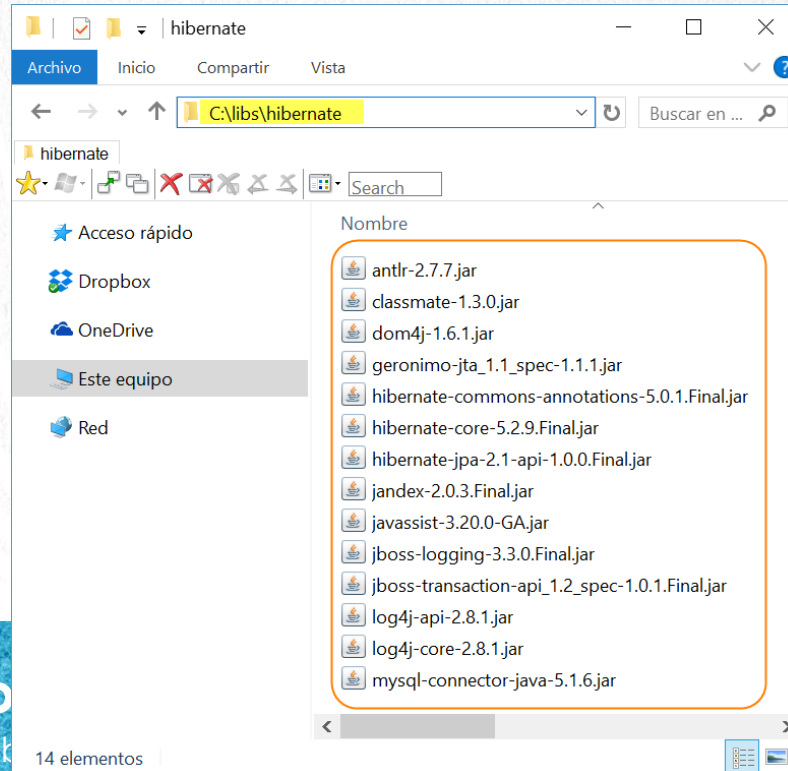 hibernate
Archivo Inicio Compartir Vista
C:\libs\hibernate Buscar en ...
hibernate
Search
Nombre
Acceso rápido
Dropbox
OneDrive
Este equipo
Red
antlr-2.7.7.jar
classmate-1.3.0.jar
dom4j-1.6.1.jar
geronimo-jta_1.1_spec-1.1.1.jar
hibernate-commons-annotations-5.0.1.Final.jar
hibernate-core-5.2.9.Final.jar
hibernate-jpa-2.1-api-1.0.0.Final.jar
jandex-2.0.3.Final.jar
javassist-3.20.0-GA.jar
jboss-logging-3.3.0.Final.jar
jboss-transaction-api_1.2_spec-1.0.1.Final.jar
log4j-api-2.8.1.jar
log4j-core-2.8.1.jar
mysql-connector-java-5.1.6.jar
14 elementos